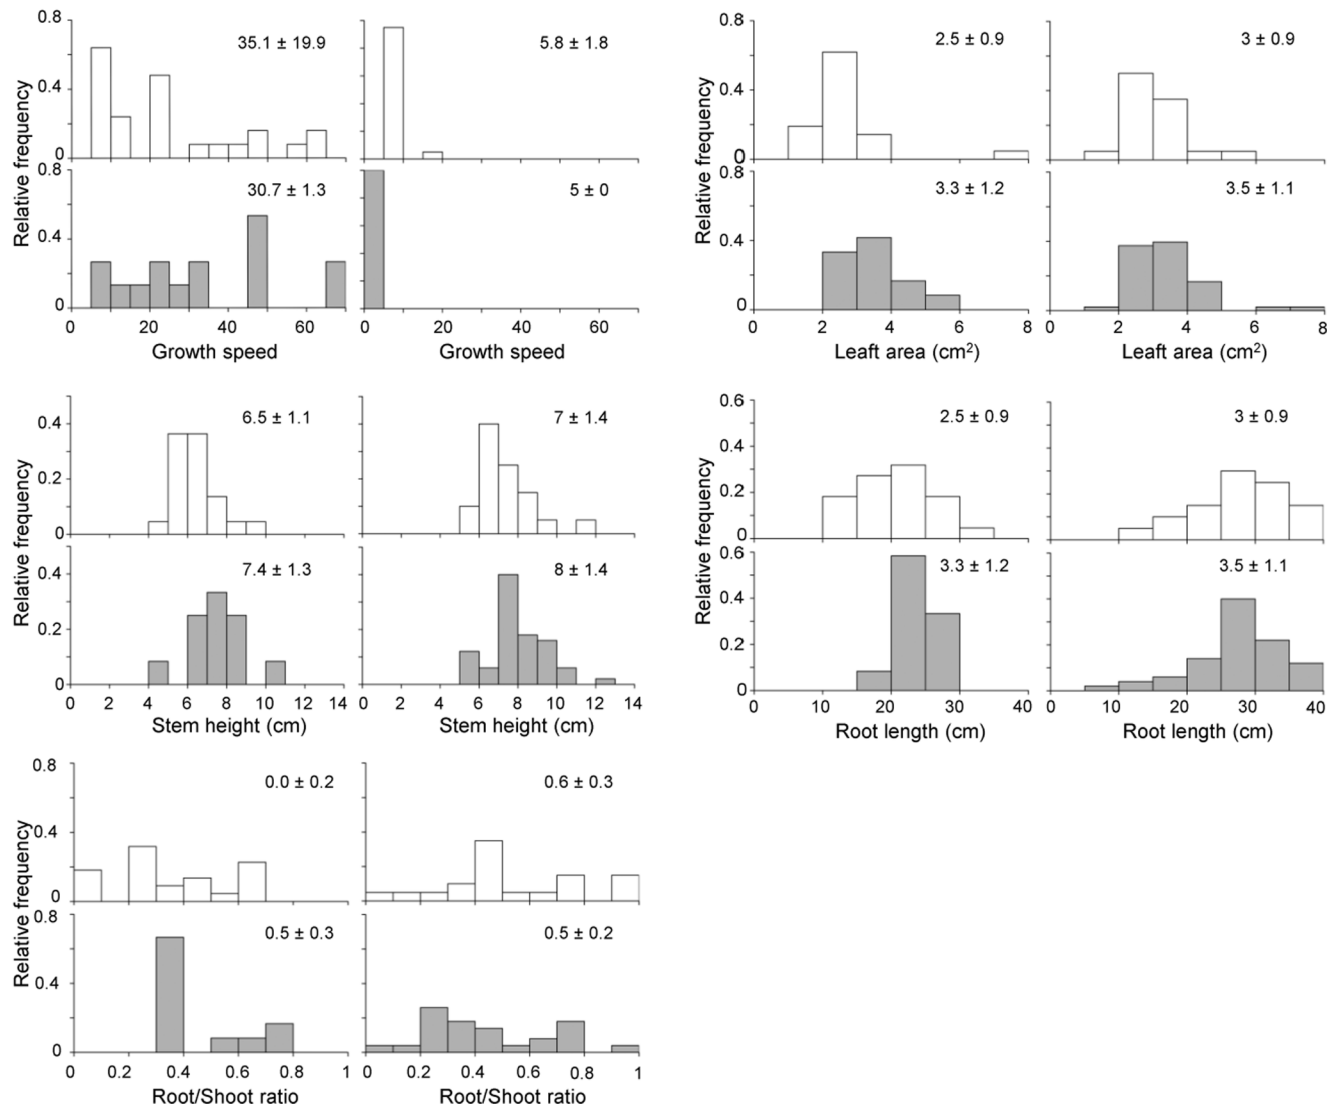 0.8
35.1 ± 19.9
5.8 ± 1.8
0.4
0
Relative frequency
0.8
30.7 ± 1.3
5 ± 0
0.4
0
Relative frequency
0 20 40 60
0 20 40 60
Growth speed
Growth speed
0.8
2.5 ± 0.9
3 ± 0.9
0.4
0
Relative frequency
0.8
3.3 ± 1.2
3.5 ± 1.1
0.4
0
0 2 4 6 8
0 2 4 6 8
Leaft area (cm2)
Leaft area (cm2)
0.4
6.5 ± 1.1
7 ± 1.4
0.2
0
Relative frequency
0.4
7.4 ± 1.3
8 ± 1.4
0.2
0
0 2 4 6 8 10 12 14
0 2 4 6 8 10 12 14
Stem height (cm)
Stem height (cm)
0.6
2.5 ± 0.9
3 ± 0.9
0.4
0.2
0
Relative frequency
0.6
3.3 ± 1.2
3.5 ± 1.1
0.4
0.2
0
0 10 20 30 40
0 10 20 30 40
Root length (cm)
Root length (cm)
0.8
0.0 ± 0.2
0.6 ± 0.3
0.4
0
Relative frequency
0.8
0.5 ± 0.3
0.5 ± 0.2
0.4
0
0 0.2 0.4 0.6 0.8 1
0 0.2 0.4 0.6 0.8 1
Root/Shoot ratio
Root/Shoot ratio